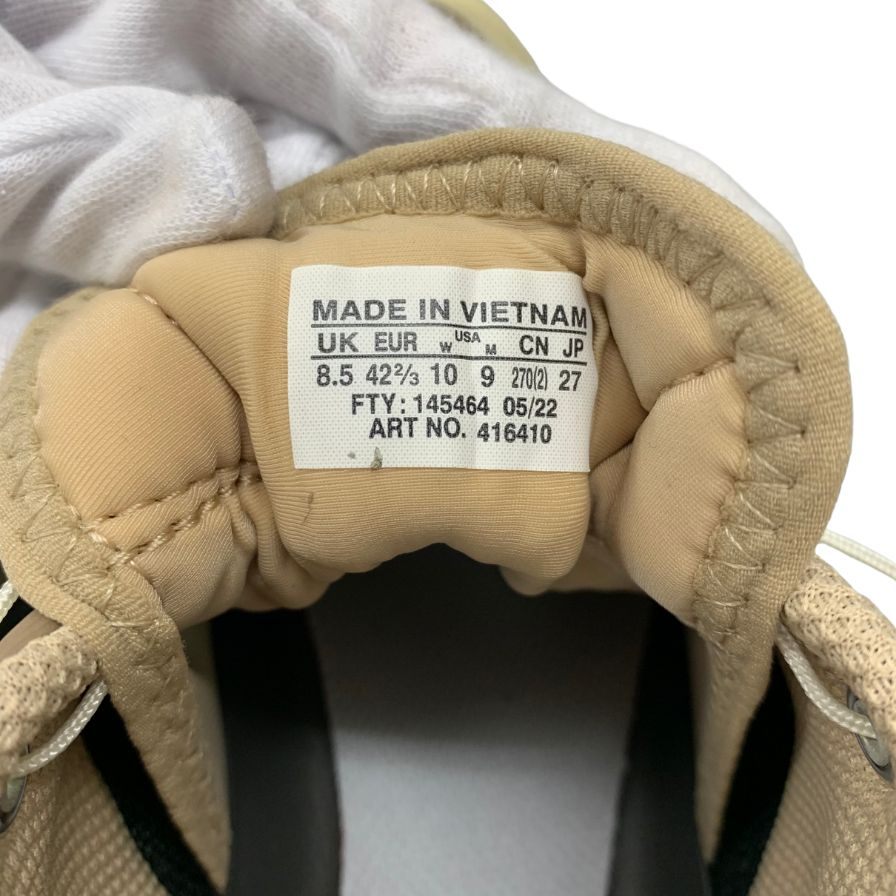 MADE IN VIETNAM
UK EUR W USA M CN JP
8.5 42⅔ 10 9 270(2) 27
FTY: 145464 05/22
ART NO. 416410